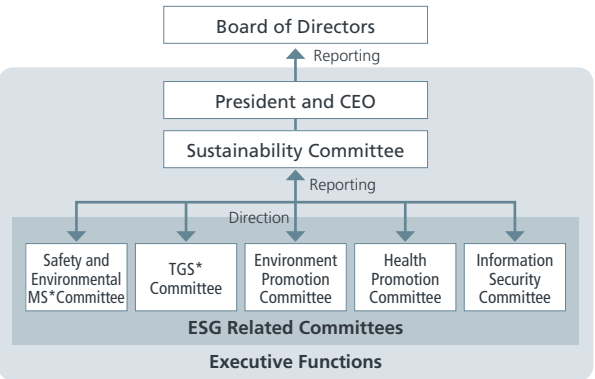 Board of Directors
Reporting
President and CEO
Sustainability Committee
Reporting
Direction
Safety and
Environmental
MS*Committee
TGS*
Committee
Environment
Promotion
Committee
Health
Promotion
Committee
Information
Security
Committee
ESG Related Committees
Executive Functions